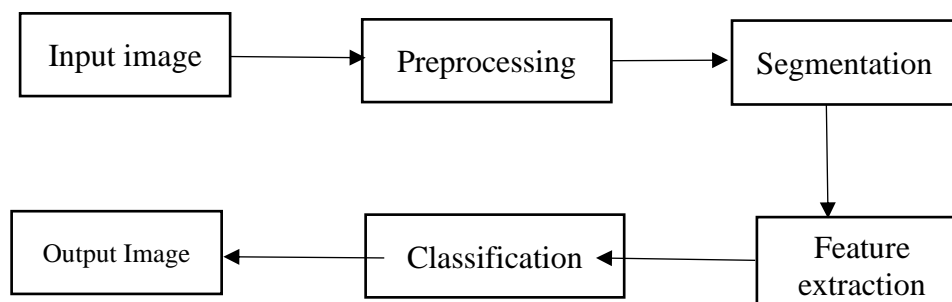 Input image
Preprocessing
Segmentation
Feature
extraction
Classification
Output Image